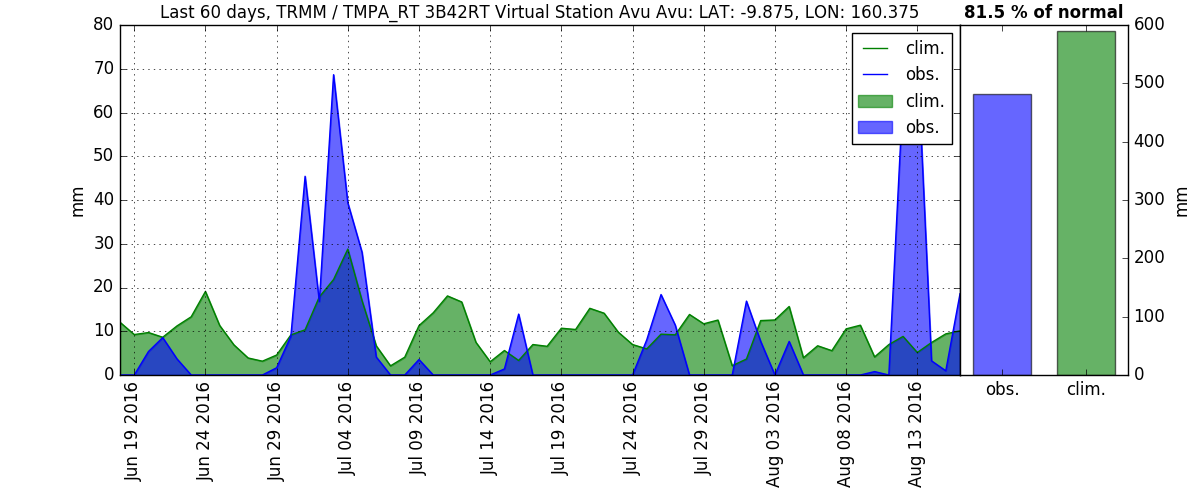 Last 60 days, TRMM / TMPA_RT 3B42RT Virtual Station Avu Avu: LAT: -9.875, LON: 160.375
81.5 % of normal
80
70
60
50
40
30
20
10
0
mm
clim.
obs.
clim.
obs.
600
500
400
300
200
100
0
mm
Jun 19 2016
Jun 24 2016
Jun 29 2016
Jul 04 2016
Jul 09 2016
Jul 14 2016
Jul 19 2016
Jul 24 2016
Jul 29 2016
Aug 03 2016
Aug 08 2016
Aug 13 2016
obs.
clim.